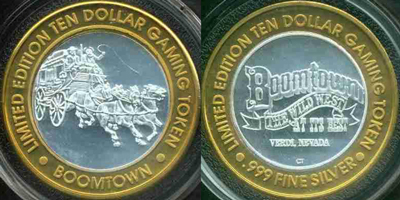 LIMITED EDITION TEN DOLLAR GAMING TOKEN
• BOOMTOWN •
LIMITED EDITION TEN DOLLAR GAMING TOKEN
Boomtown
THE WILD WEST
AT ITS BEST
VERDI, NEVADA
• .999 FINE SILVER •